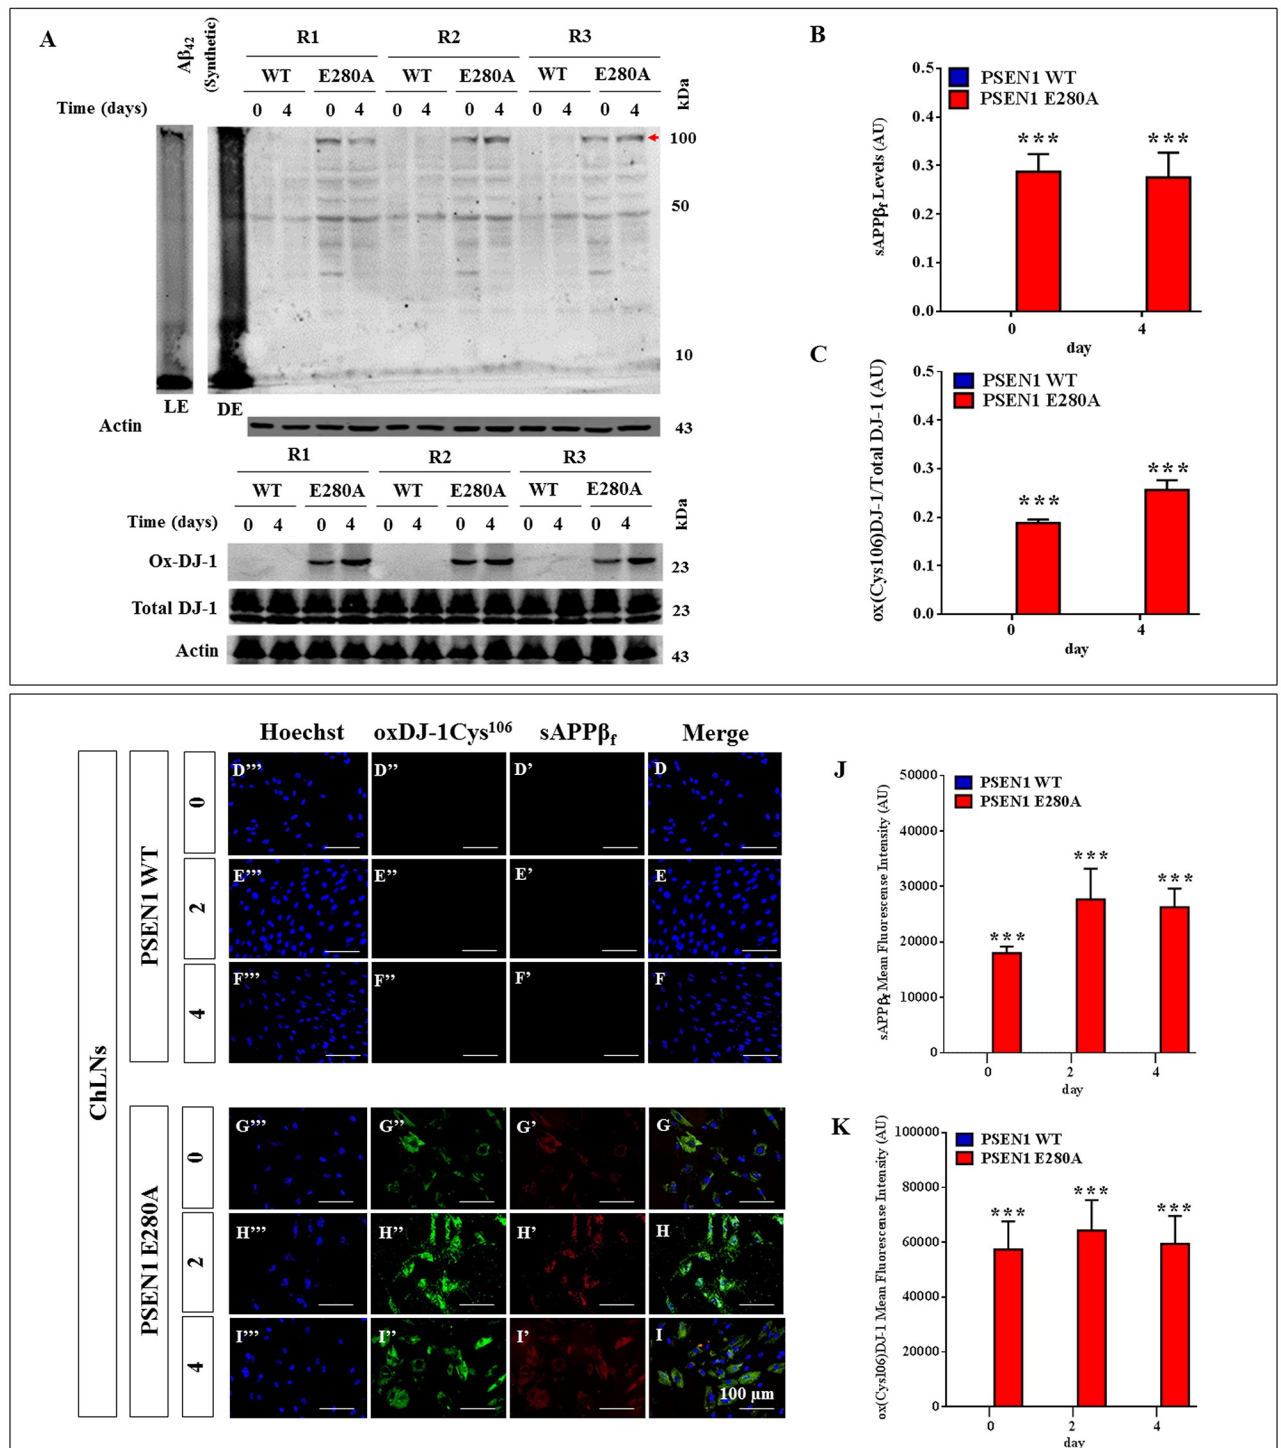 A
Aβ42
(Synthetic)
R1 R2 R3
WT E280A WT E280A WT E280A
kDa
Time (days) 0 4 0 4 0 4 0 4 0 4 0 4
100
50
10
LE DE
Actin 43
R1 R2 R3
WT E280A WT E280A WT E280A
kDa
Time (days) 0 4 0 4 0 4 0 4 0 4 0 4
Ox-DJ-1 23
Total DJ-1 23
Actin 43
B
PSEN1 WT
PSEN1 E280A
sAPPβf Levels (AU)
0.5
0.4
0.3
0.2
0.1
0.0
*** ***
0 4
day
C
PSEN1 WT
PSEN1 E280A
ox(Cys106)DJ-1/Total DJ-1 (AU)
0.5
0.4
0.3
0.2
0.1
0.0
*** ***
0 4
day
Hoechst oxDJ-1Cys106 sAPPβf Merge
ChLNs
PSEN1 WT
0
D’’’ D’’ D’ D
2
E’’’ E’’ E’ E
4
F’’’ F’’ F’ F
PSEN1 E280A
0
G’’’ G’’ G’ G
2
H’’’ H’’ H’ H
4
I’’’ I’’ I’ I
100 µm
J
PSEN1 WT
PSEN1 E280A
sAPPβf Mean Fluorescense Intensity (AU)
50000
40000
30000
20000
10000
0
*** *** ***
0 2 4
day
K
PSEN1 WT
PSEN1 E280A
ox(Cys106)DJ-1 Mean Fluorescense Intensity (AU)
100000
80000
60000
40000
20000
0
*** *** ***
0 2 4
day